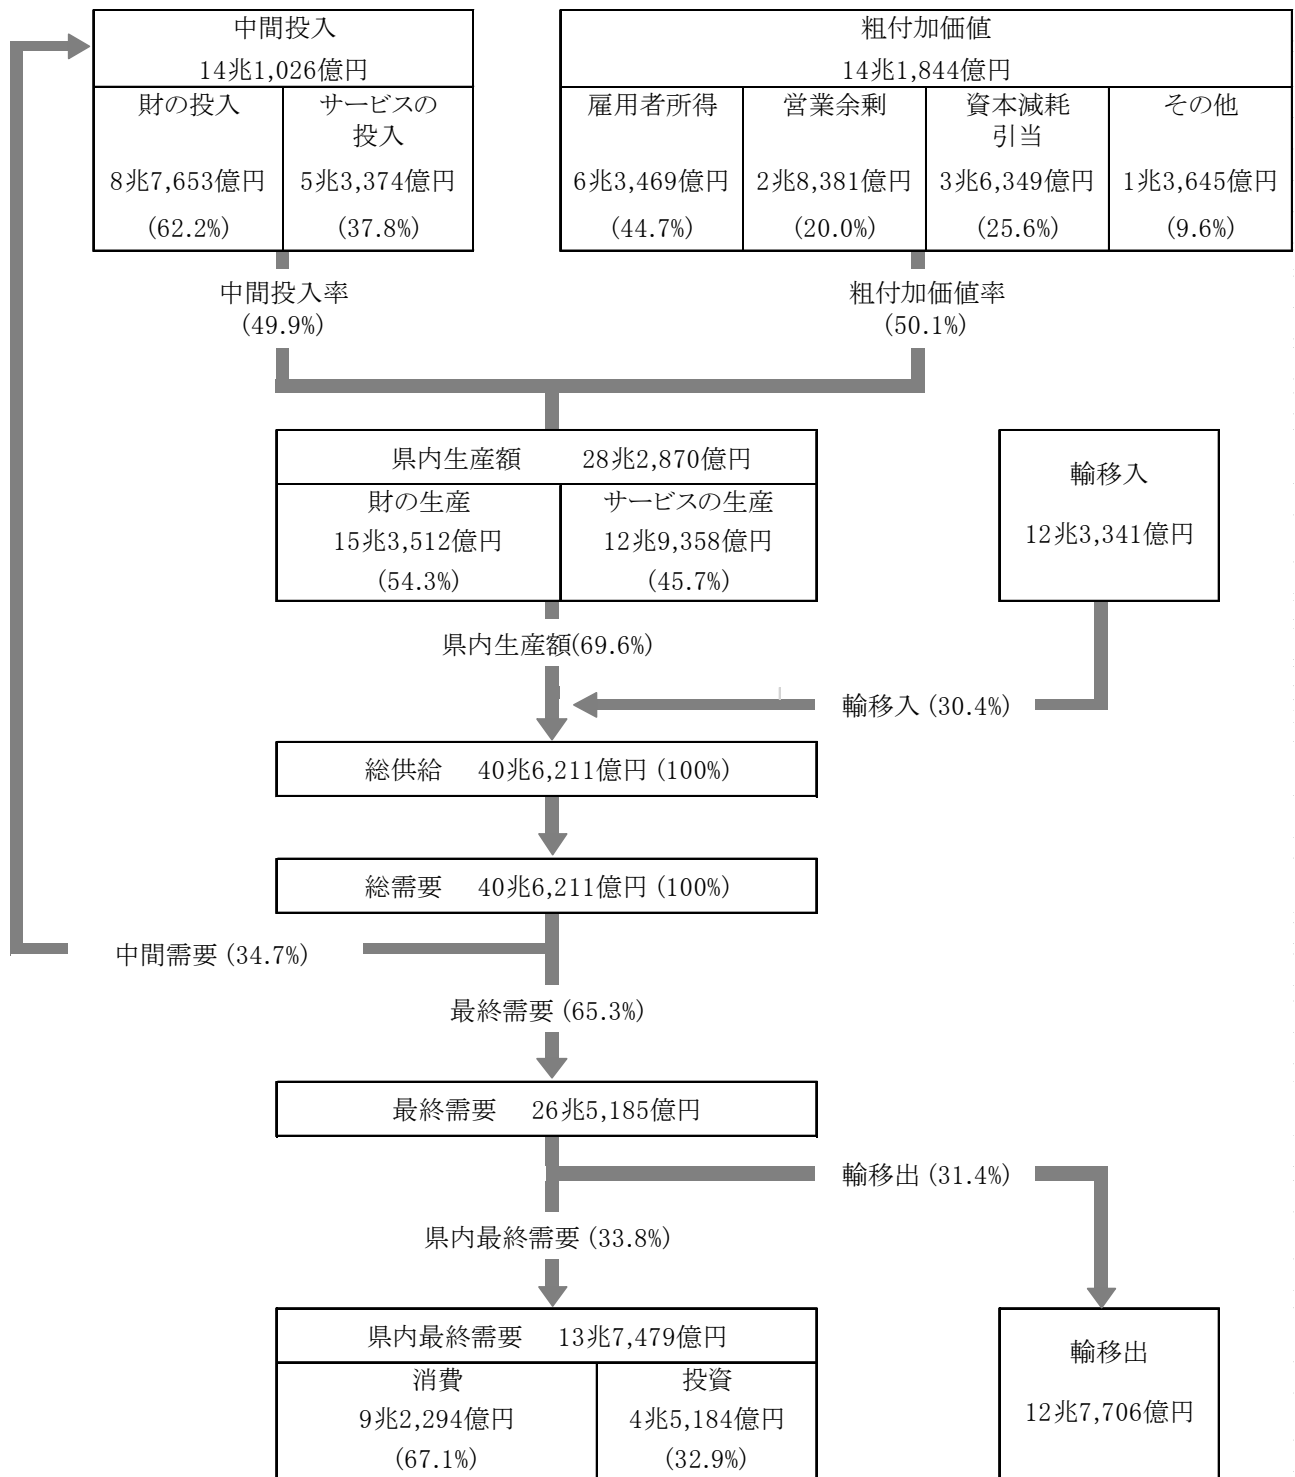 中間投入
14兆1,026億円
財の投入
8兆7,653億円
(62.2%)
サービスの
投入
5兆3,374億円
(37.8%)
粗付加価値
14兆1,844億円
雇用者所得
6兆3,469億円
(44.7%)
営業余剰
2兆8,381億円
(20.0%)
資本減耗
引当
3兆6,349億円
(25.6%)
その他
1兆3,645億円
(9.6%)
中間投入率
(49.9%)
粗付加価値率
(50.1%)
県内生産額 28兆2,870億円
財の生産
15兆3,512億円
(54.3%)
サービスの生産
12兆9,358億円
(45.7%)
輸移入
12兆3,341億円
県内生産額(69.6%)
輸移入 (30.4%)
総供給 40兆6,211億円 (100%)
総需要 40兆6,211億円 (100%)
中間需要 (34.7%)
最終需要 (65.3%)
最終需要 26兆5,185億円
輸移出 (31.4%)
県内最終需要 (33.8%)
県内最終需要 13兆7,479億円
消費
9兆2,294億円
(67.1%)
投資
4兆5,184億円
(32.9%)
輸移出
12兆7,706億円